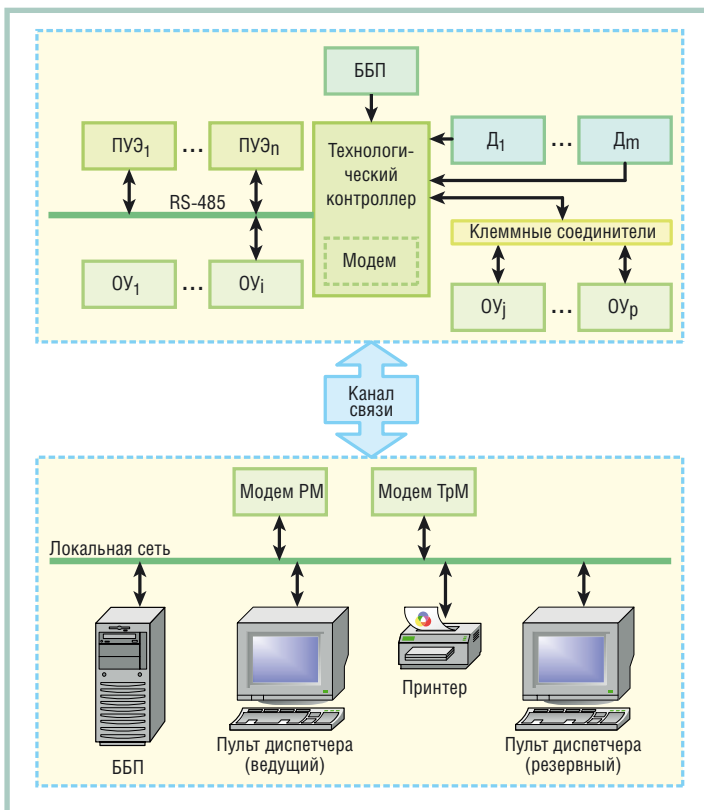 ББП
ПУЭ1 ... ПУЭn
Технологи-
ческий
контроллер
Д1 ... Дm
RS-485
Клеммные соединители
Модем
ОУ1 ... ОУi
ОУj ... ОУp
Канал
связи
Модем РМ
Модем ТрМ
Локальная сеть
Принтер
ББП
Пульт диспетчера
(ведущий)
Пульт диспетчера
(резервный)